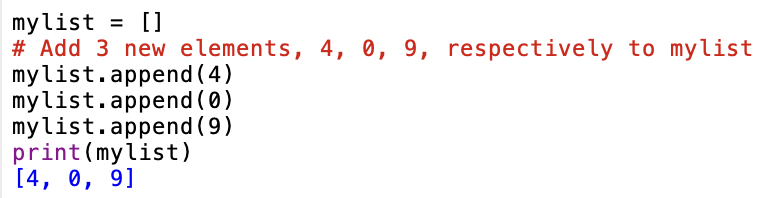 mylist = []
# Add 3 new elements, 4, 0, 9, respectively to mylist
mylist.append(4)
mylist.append(0)
mylist.append(9)
print(mylist)
[4, 0, 9]